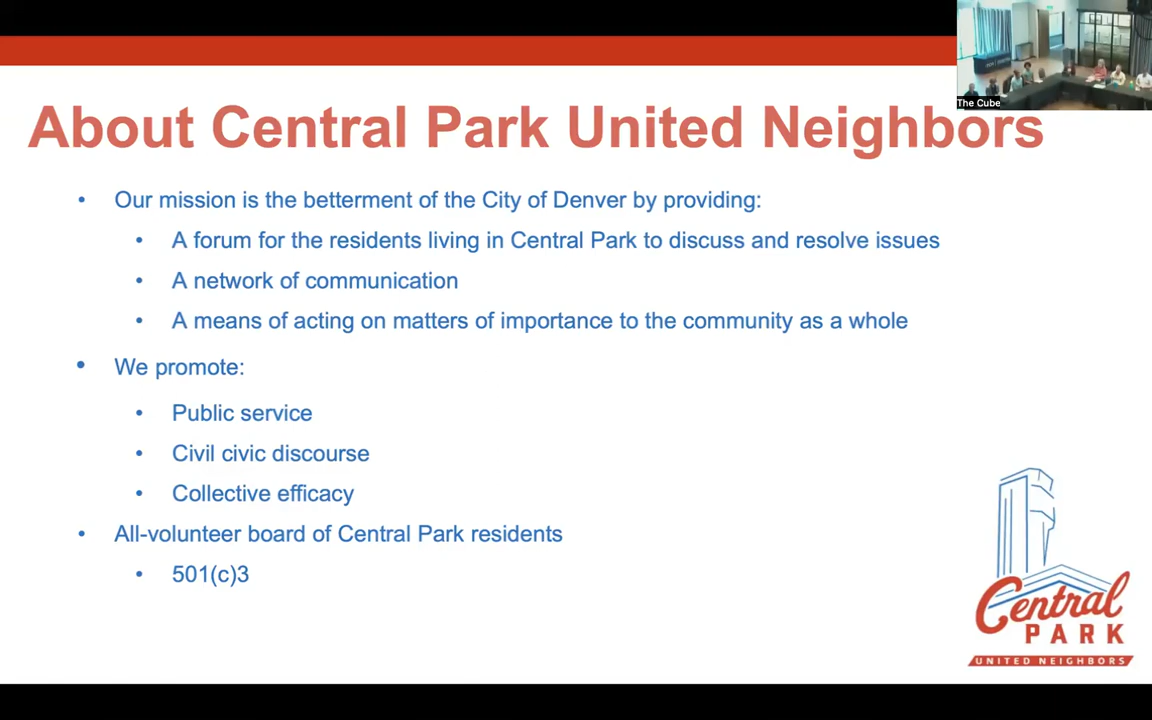 The Cube
About Central Park United Neighbors
• Our mission is the betterment of the City of Denver by providing:
• A forum for the residents living in Central Park to discuss and resolve issues
• A network of communication
• A means of acting on matters of importance to the community as a whole
• We promote:
• Public service
• Civil civic discourse
• Collective efficacy
• All-volunteer board of Central Park residents
• 501(c)3
Central
PARK
UNITED NEIGHBORS